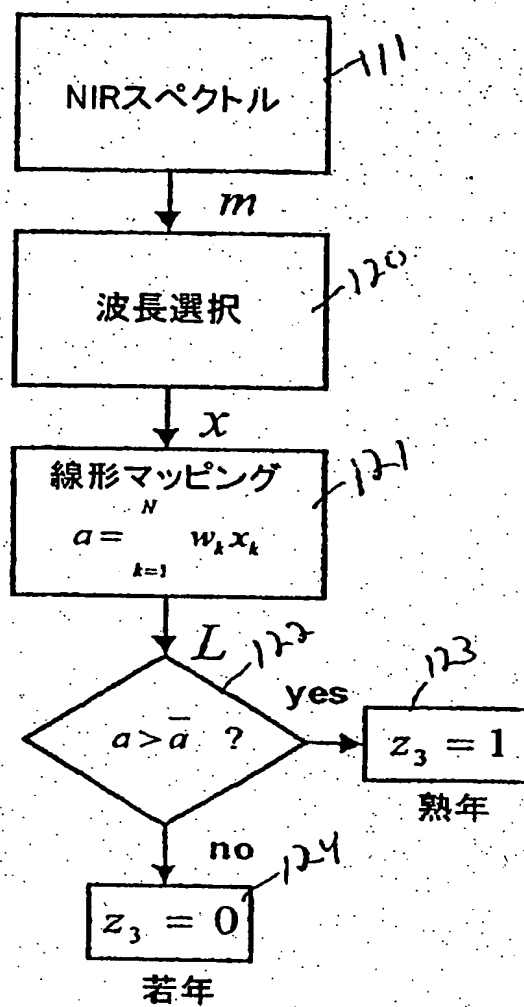 NIRスペクトル
111
m
波長選択
120
x
線形マッピング
121
N
a = w_k x_k
k=1
L
122
a > a̅ ?
yes
123
z₃ = 1
熟年
no
124
z₃ = 0
若年